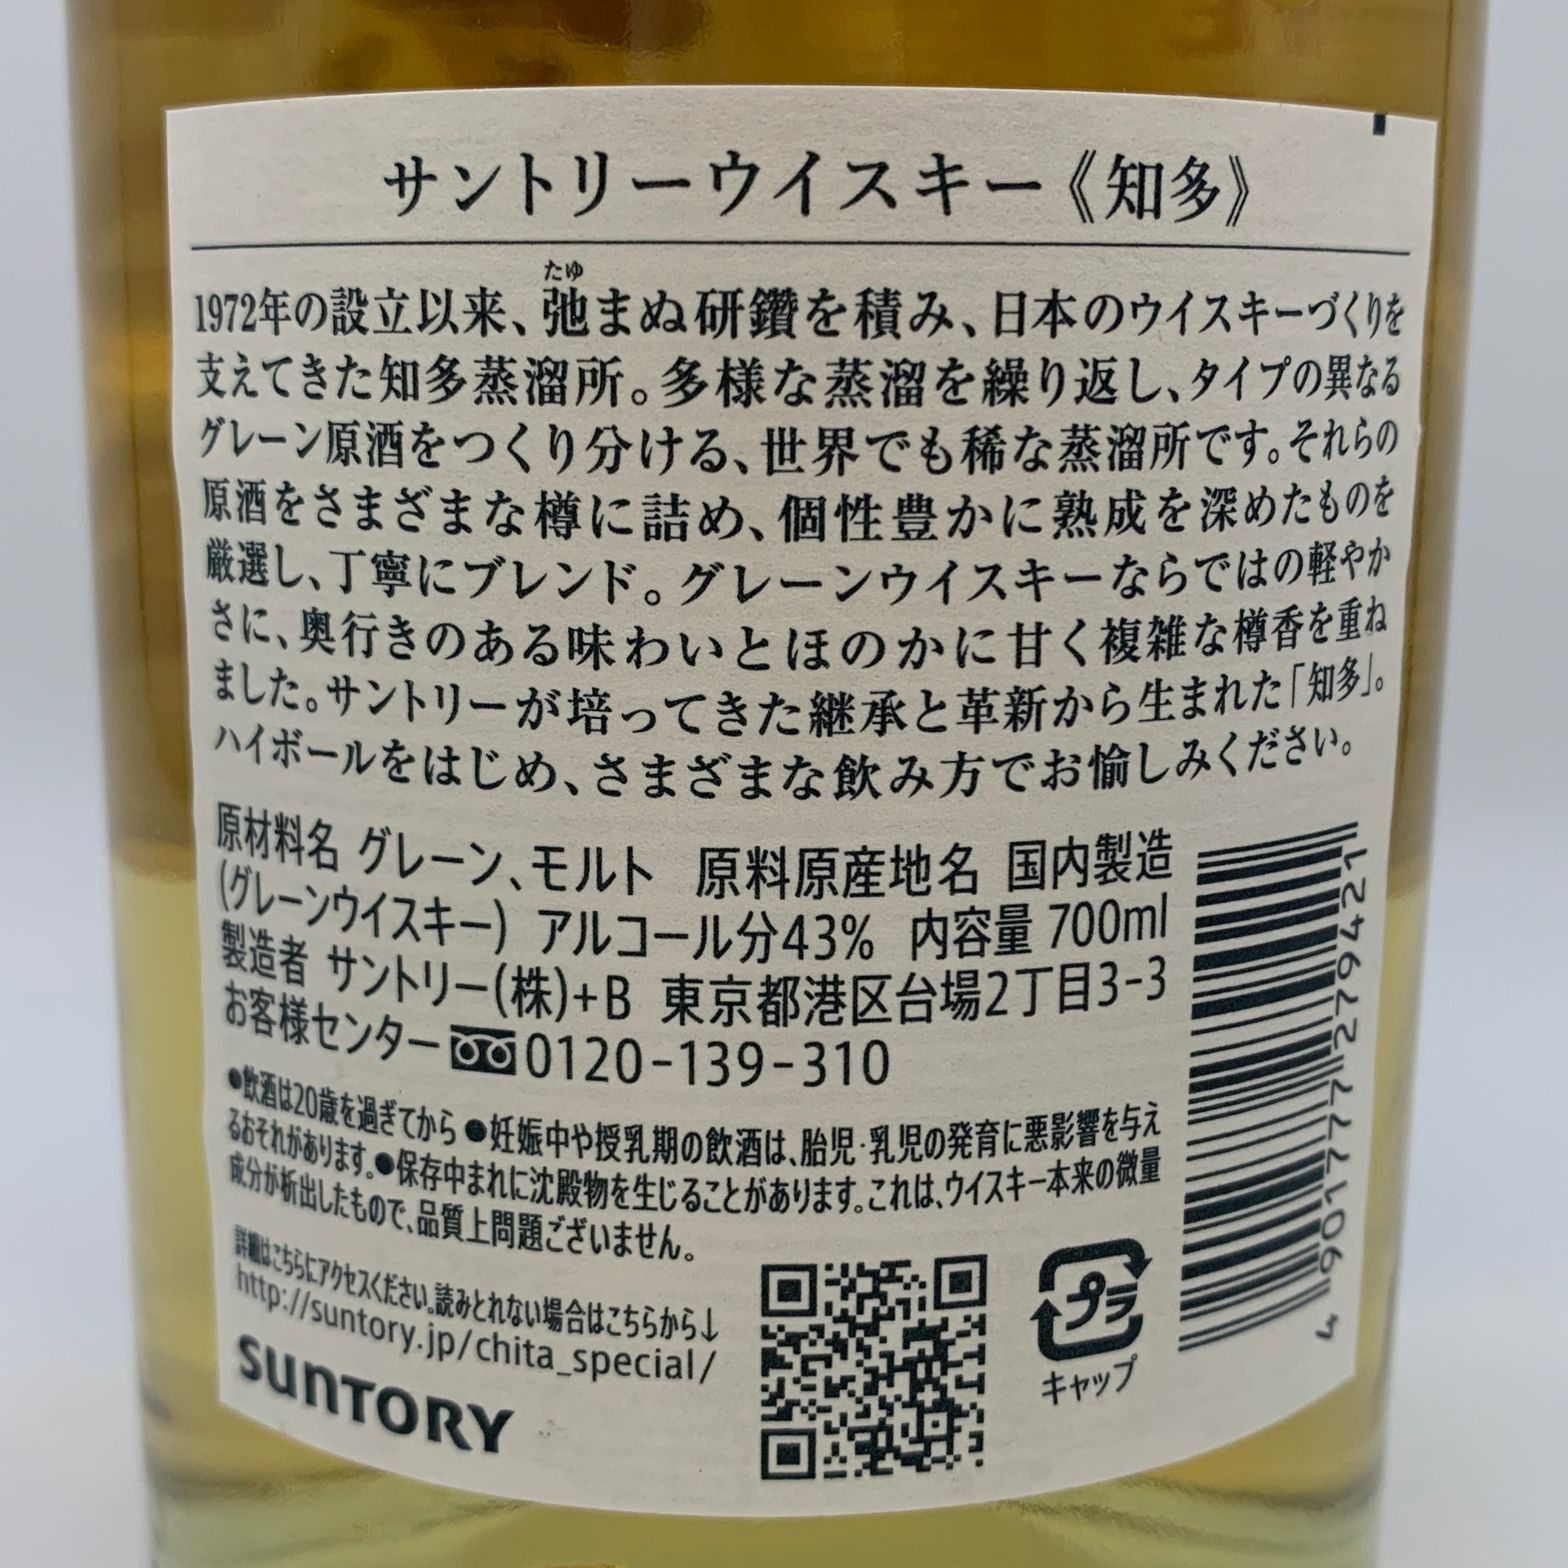 サントリーウイスキー《知多》
たゆ
1972年の設立以来、弛まぬ研鑽を積み、日本のウイスキーづくりを
支えてきた知多蒸溜所。多様な蒸溜を繰り返し、タイプの異なる
グレーン原酒をつくり分ける、世界でも稀な蒸溜所です。それらの
原酒をさまざまな樽に詰め、個性豊かに熟成を深めたものを
厳選し、丁寧にブレンド。グレーンウイスキーならではの軽やか
さに、奥行きのある味わいとほのかに甘く複雑な樽香を重ね
ました。サントリーが培ってきた継承と革新から生まれた「知多」。
ハイボールをはじめ、さまざまな飲み方でお愉しみください。
原材料名 グレーン、モルト 原料原産地名 国内製造
(グレーンウイスキー) アルコール分43% 内容量 700ml
製造者 サントリー(株)+B 東京都港区台場2丁目3-3
お客様センター 0120-139-310
●飲酒は20歳を過ぎてから ●妊娠中や授乳期の飲酒は、胎児・乳児の発育に悪影響を与え
るおそれがあります。●保存中まれに沈殿物を生じることがあります。これは、ウイスキー本来の微量
成分が析出したもので、品質上問題ございません。
詳細はこちらにアクセスください。読みとれない場合はこちらから↓
http://suntory.jp/chita_special/
SUNTORY
プラ
キャップ
4 901777 279421